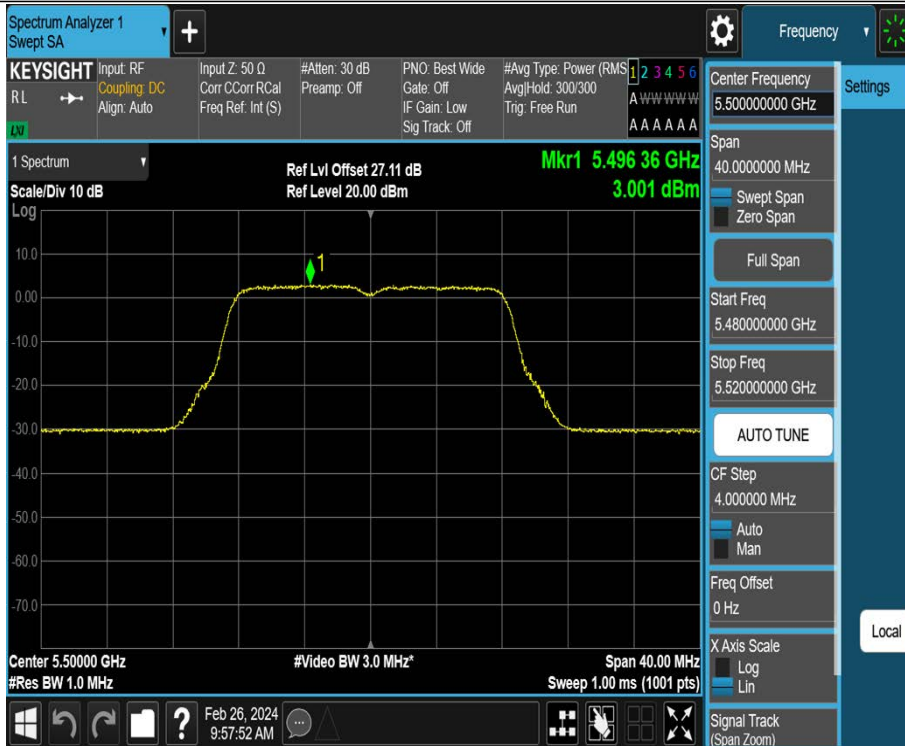 Spectrum Analyzer 1
Swept SA
+
Frequency
KEYSIGHT
R L
LXI
Input: RF
Coupling: DC
Align: Auto
Input Z: 50 Ω
Corr CCorr RCal
Freq Ref: Int (S)
#Atten: 30 dB
Preamp: Off
PNO: Best Wide
Gate: Off
IF Gain: Low
Sig Track: Off
#Avg Type: Power (RMS
Avg|Hold: 300/300
Trig: Free Run
1 2 3 4 5 6
A W W W W W
A A A A A A
Center Frequency
5.500000000 GHz
Settings
Span
40.0000000 MHz
Swept Span
Zero Span
Full Span
Start Freq
5.480000000 GHz
Stop Freq
5.520000000 GHz
AUTO TUNE
CF Step
4.000000 MHz
Auto
Man
Freq Offset
0 Hz
X Axis Scale
Log
Lin
Signal Track
(Span Zoom)
Local
1 Spectrum
Scale/Div 10 dB
Log
Ref Lvl Offset 27.11 dB
Ref Level 20.00 dBm
Mkr1 5.496 36 GHz
3.001 dBm
1
10.0
0.00
-10.0
-20.0
-30.0
-40.0
-50.0
-60.0
-70.0
Center 5.50000 GHz
#Res BW 1.0 MHz
#Video BW 3.0 MHz*
Span 40.00 MHz
Sweep 1.00 ms (1001 pts)
?
Feb 26, 2024
9:57:52 AM